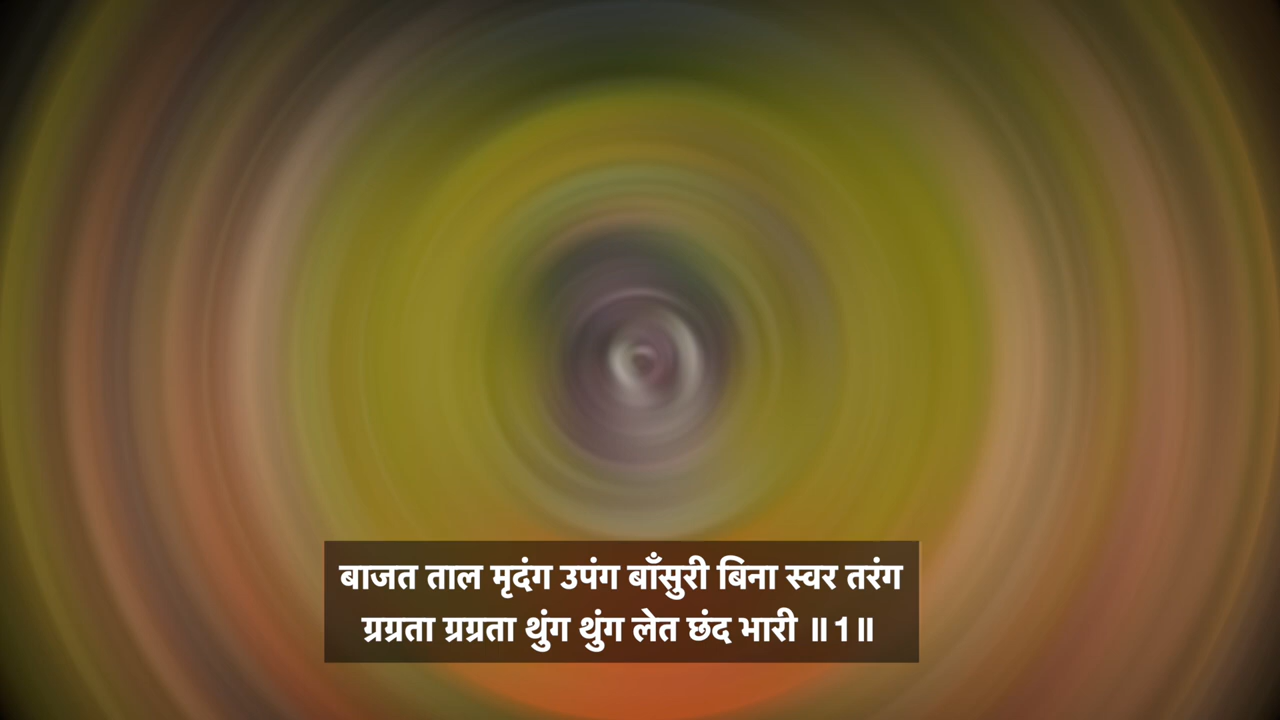 बाजत ताल मृदंग उपंग बाँसुरी बिना स्वर तरंग
ग्रग्रता ग्रग्रता थुंग थुंग लेत छंद भारी ॥1॥